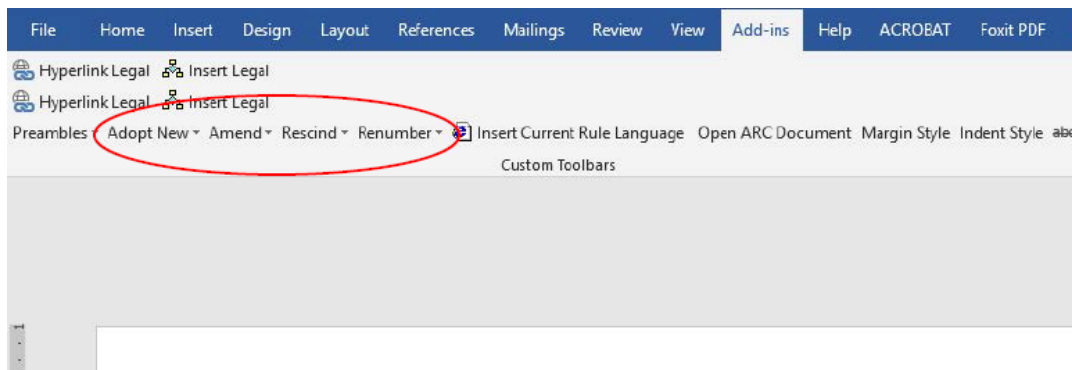 File Home Insert Design Layout References Mailings Review View Add-ins Help ACROBAT Foxit PDF
Hyperlink Legal Insert Legal
Hyperlink Legal Insert Legal
Preambles Adopt New Amend Rescind Renumber Insert Current Rule Language Open ARC Document Margin Style Indent Style abc
Custom Toolbars
1